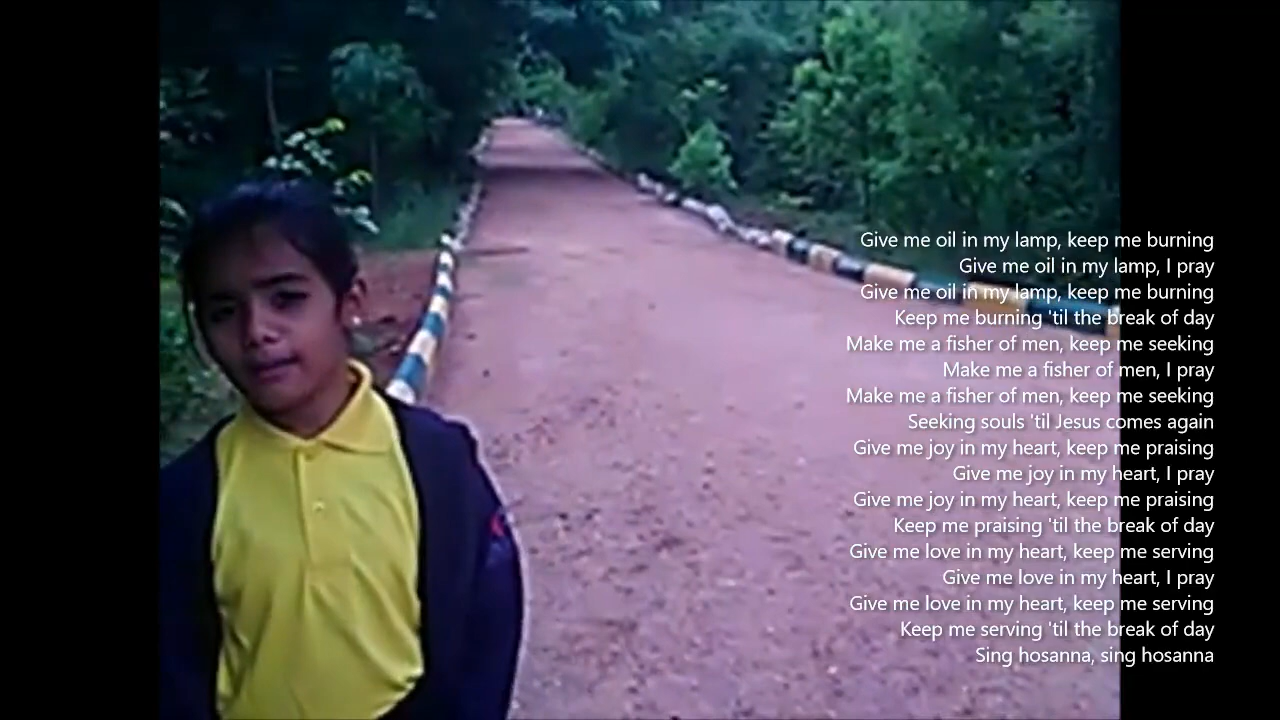 Give me oil in my lamp, keep me burning
Give me oil in my lamp, I pray
Give me oil in my lamp, keep me burning
Keep me burning 'til the break of day
Make me a fisher of men, keep me seeking
Make me a fisher of men, I pray
Make me a fisher of men, keep me seeking
Seeking souls 'til Jesus comes again
Give me joy in my heart, keep me praising
Give me joy in my heart, I pray
Give me joy in my heart, keep me praising
Keep me praising 'til the break of day
Give me love in my heart, keep me serving
Give me love in my heart, I pray
Give me love in my heart, keep me serving
Keep me serving 'til the break of day
Sing hosanna, sing hosanna